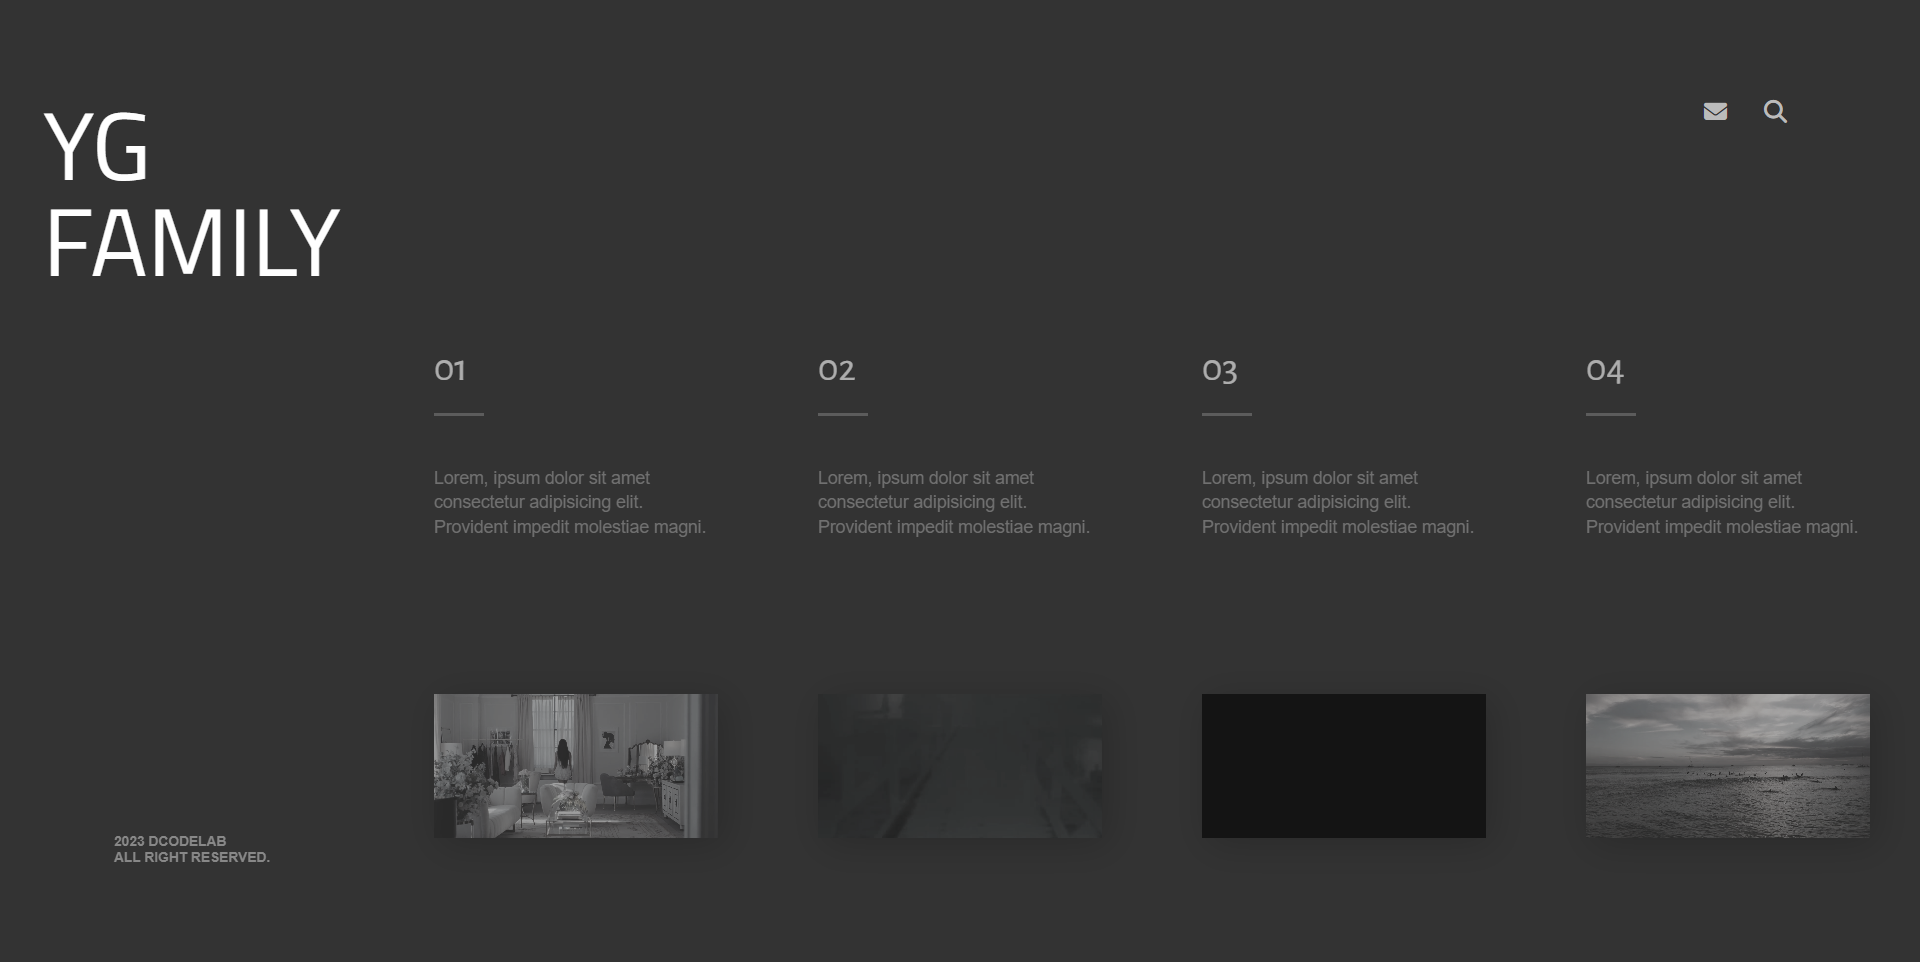 YG
FAMILY
01
Lorem, ipsum dolor sit amet
consectetur adipisicing elit.
Provident impedit molestiae magni.
02
Lorem, ipsum dolor sit amet
consectetur adipisicing elit.
Provident impedit molestiae magni.
03
Lorem, ipsum dolor sit amet
consectetur adipisicing elit.
Provident impedit molestiae magni.
04
Lorem, ipsum dolor sit amet
consectetur adipisicing elit.
Provident impedit molestiae magni.
2023 DCODELAB
ALL RIGHT RESERVED.